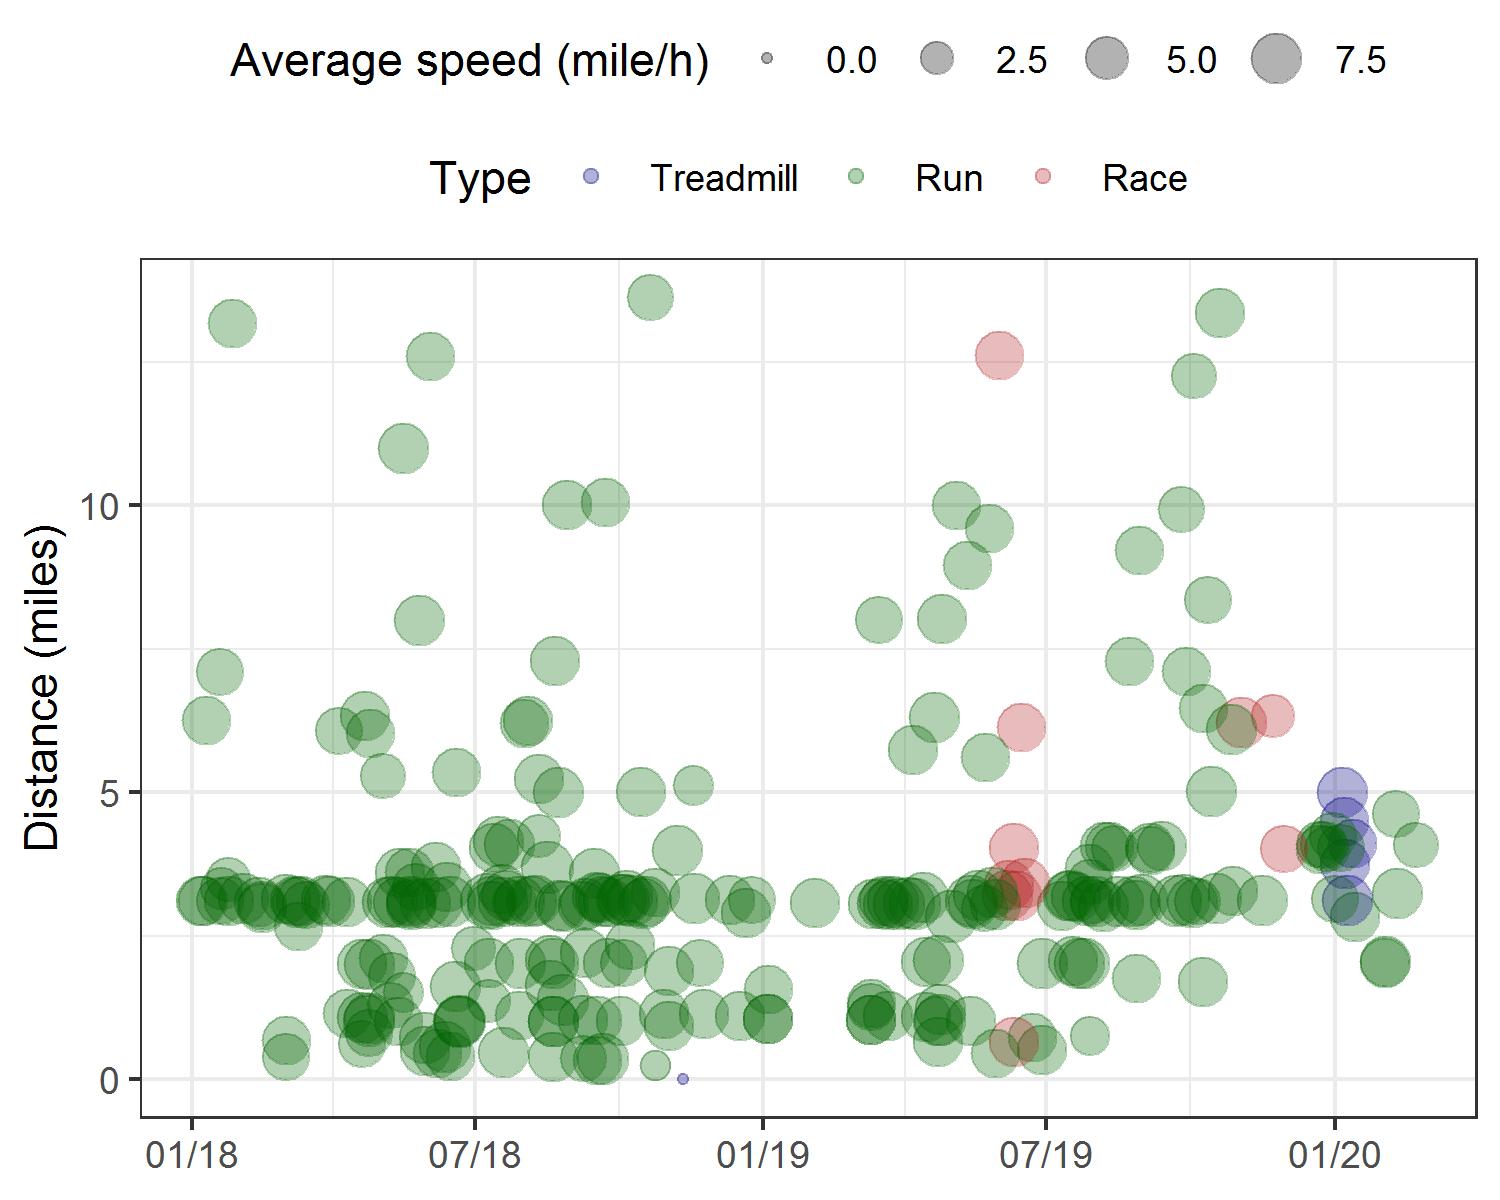 Average speed (mile/h) 0.0 2.5 5.0 7.5
Type Treadmill Run Race
Distance (miles)
10
5
0
01/18 07/18 01/19 07/19 01/20